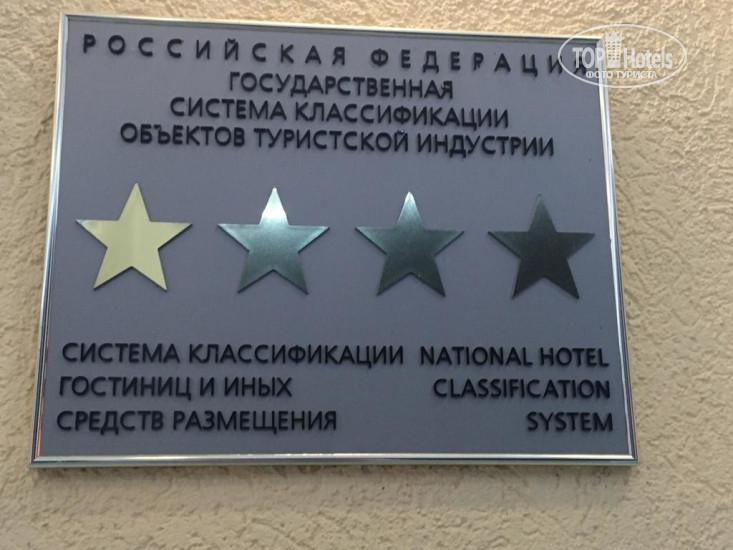 РОССИЙСКАЯ ФЕДЕРАЦИЯ
ГОСУДАРСТВЕННАЯ
СИСТЕМА КЛАССИФИКАЦИИ
ОБЪЕКТОВ ТУРИСТСКОЙ ИНДУСТРИИ
СИСТЕМА КЛАССИФИКАЦИИ
ГОСТИНИЦ И ИНЫХ
СРЕДСТВ РАЗМЕЩЕНИЯ
NATIONAL HOTEL
CLASSIFICATION
SYSTEM
TOP Hotels
ФОТО ТУРИСТА